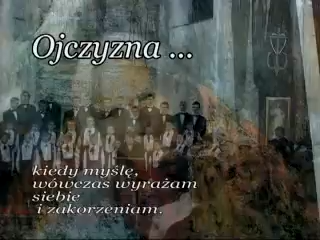 Ojczyzna ...
kiedy myślę,
wówczas wyrażam
siebie
i zakorzeniam.